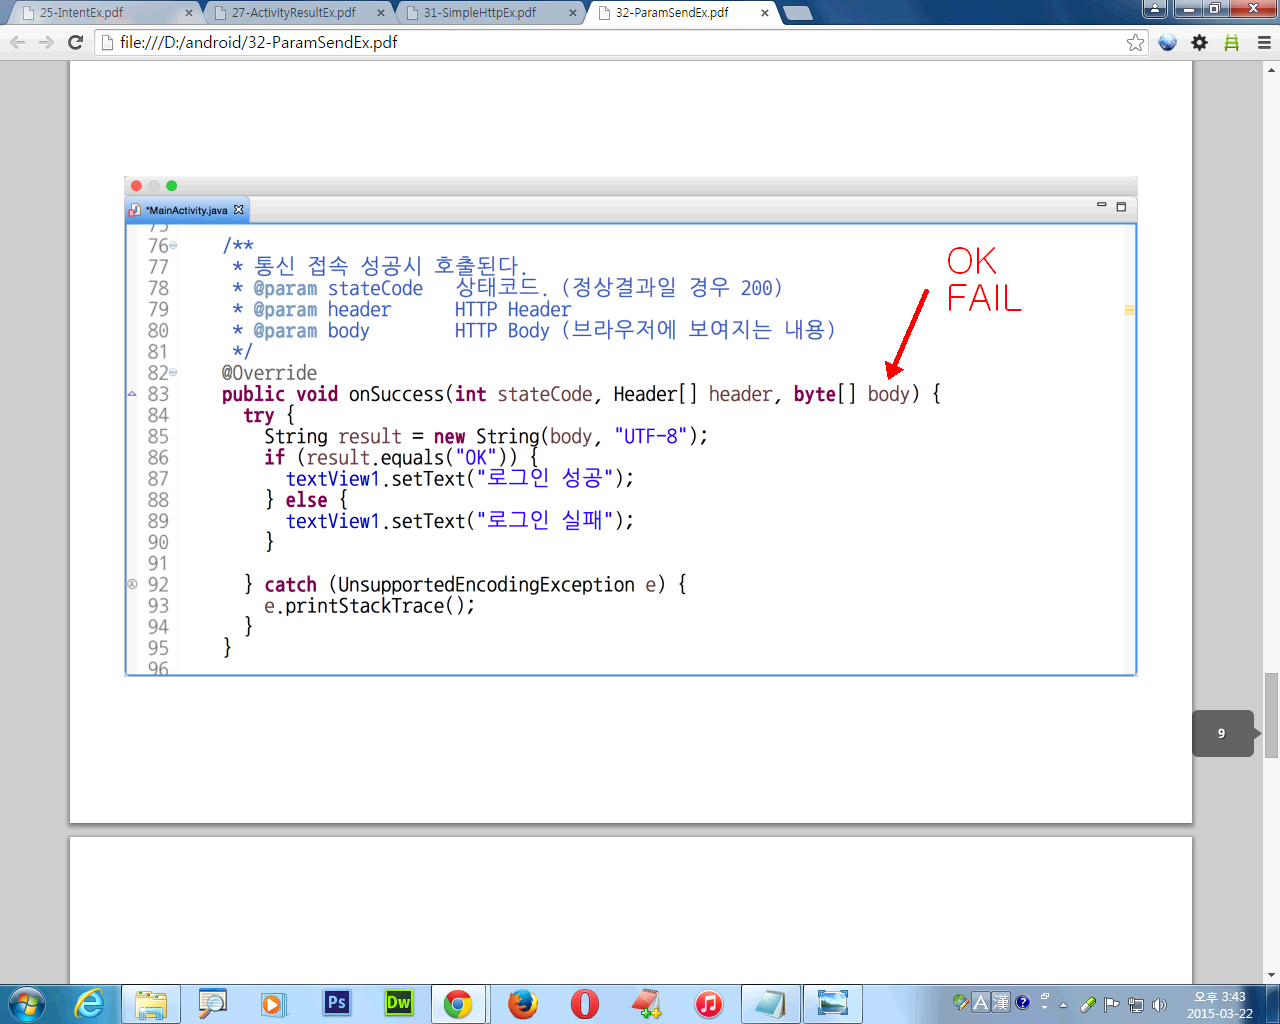 25-IntentEx.pdf
27-ActivityResultEx.pdf
31-SimpleHttpEx.pdf
32-ParamSendEx.pdf
file:///D:/android/32-ParamSendEx.pdf
*MainActivity.java
75
76 /**
77 * 통신 접속 성공시 호출된다.
78 * @param stateCode 상태코드. (정상결과일 경우 200)
79 * @param header HTTP Header
80 * @param body HTTP Body (브라우저에 보여지는 내용)
81 */
82 @Override
83 public void onSuccess(int stateCode, Header[] header, byte[] body) {
84 try {
85 String result = new String(body, "UTF-8");
86 if (result.equals("OK")) {
87 textView1.setText("로그인 성공");
88 } else {
89 textView1.setText("로그인 실패");
90 }
91
92 } catch (UnsupportedEncodingException e) {
93 e.printStackTrace();
94 }
95 }
96
OK
FAIL
9
Ps
Dw
A 漢
오후 3:43
2015-03-22